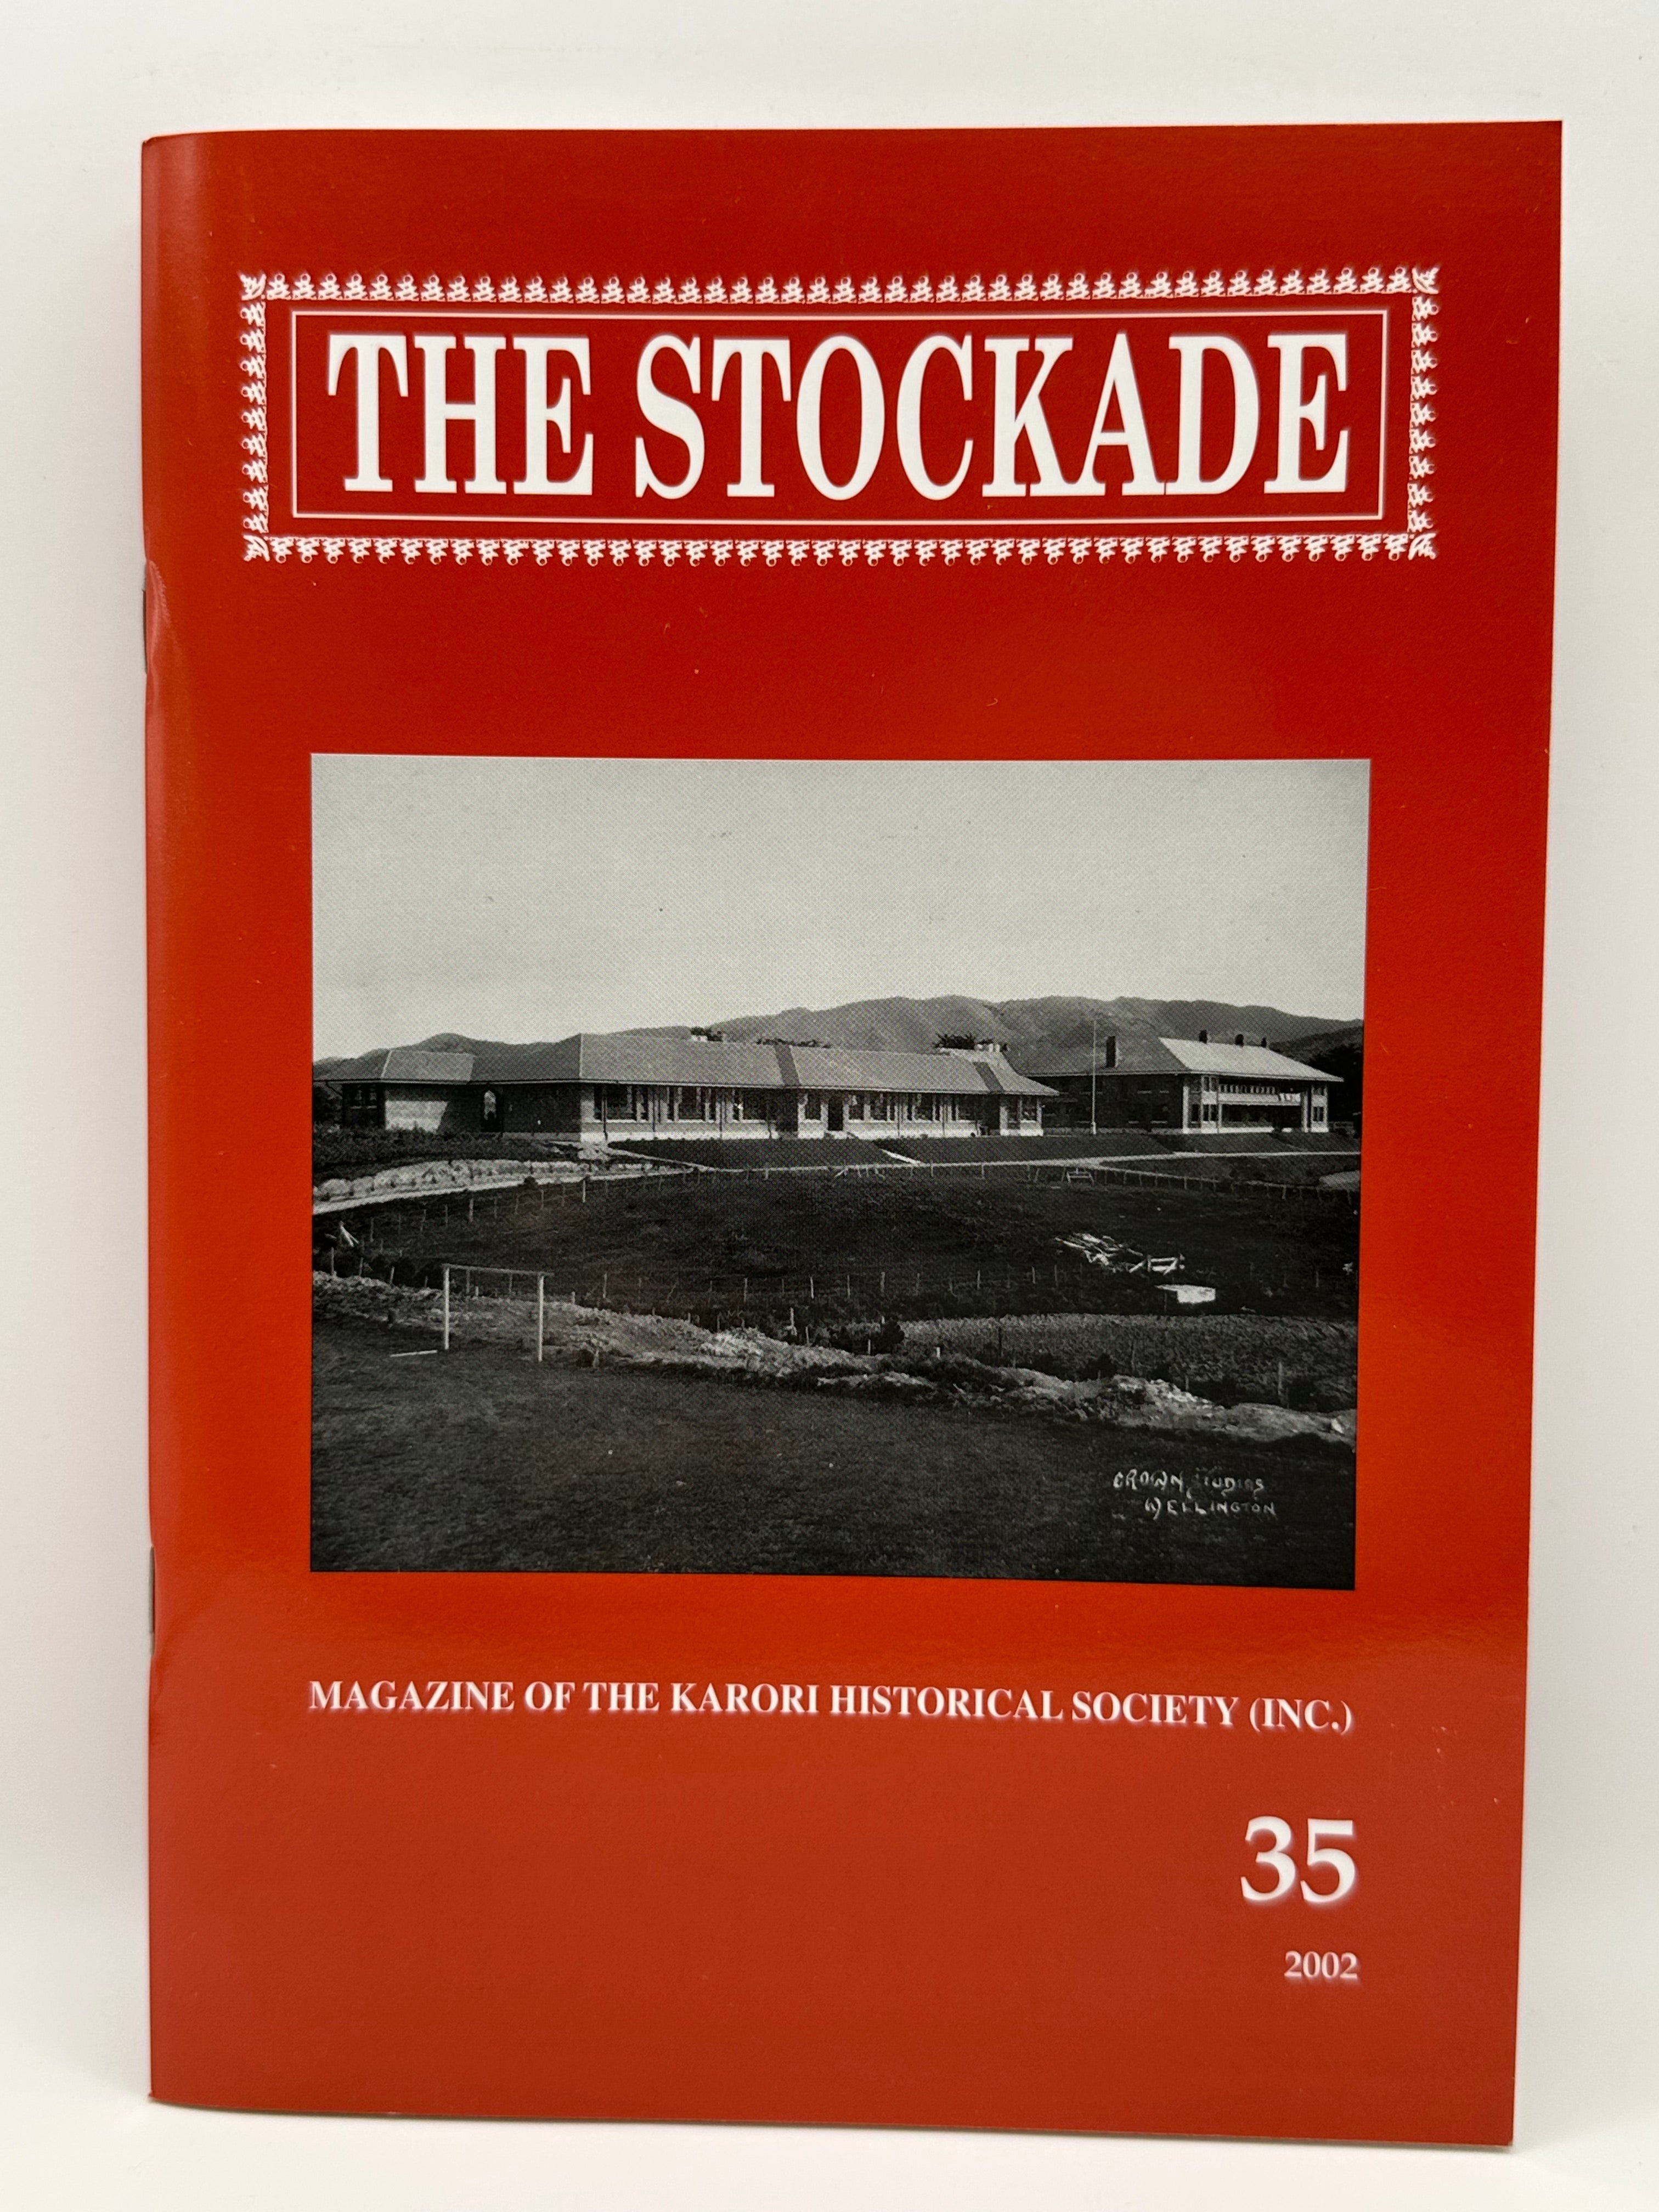 THE STOCKADE
CROWN STUDIOS
WELLINGTON
MAGAZINE OF THE KARORI HISTORICAL SOCIETY (INC.)
35
2002